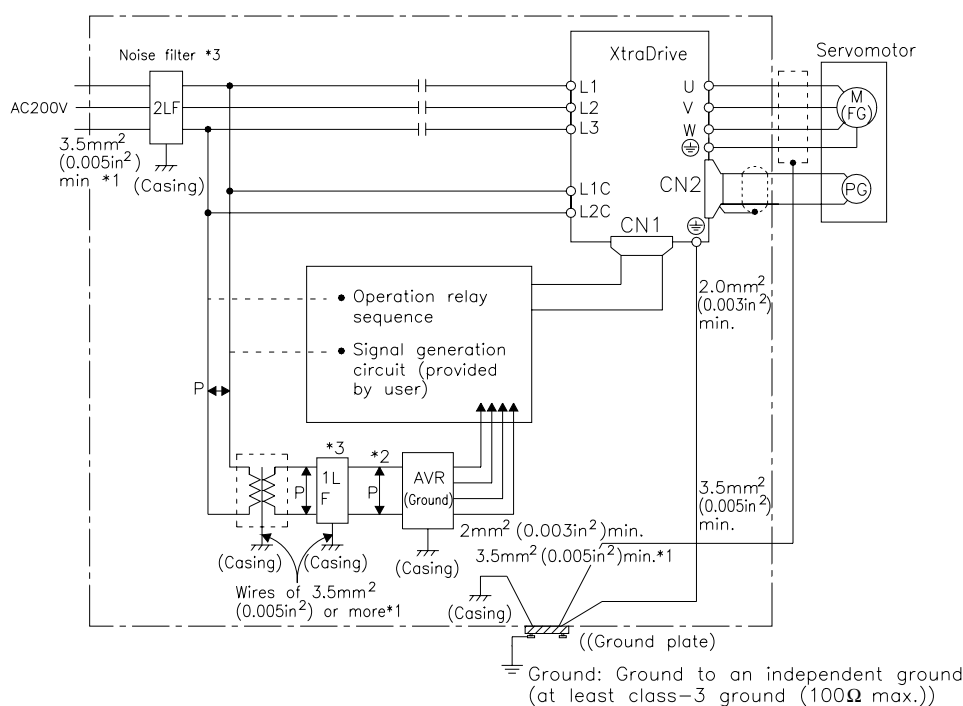 Noise filter *3
XtraDrive
Servomotor
AC200V
2LF
L1
L2
L3
U
V
W
M
(FG)
3.5mm²
(0.005in²)
min *1
(Casing)
L1C
L2C
CN2
PG
CN1
• Operation relay
sequence
• Signal generation
circuit (provided
by user)
2.0mm²
(0.003in²)
min.
P
*3
*2
P
1L
F
P
AVR
(Ground)
3.5mm²
(0.005in²)
min.
2mm² (0.003in²)min.
3.5mm² (0.005in²)min.*1
(Casing)
(Casing)
(Casing)
(Casing)
Wires of 3.5mm²
(0.005in²) or more*1
((Ground plate)
Ground: Ground to an independent ground
(at least class-3 ground (100Ω max.))